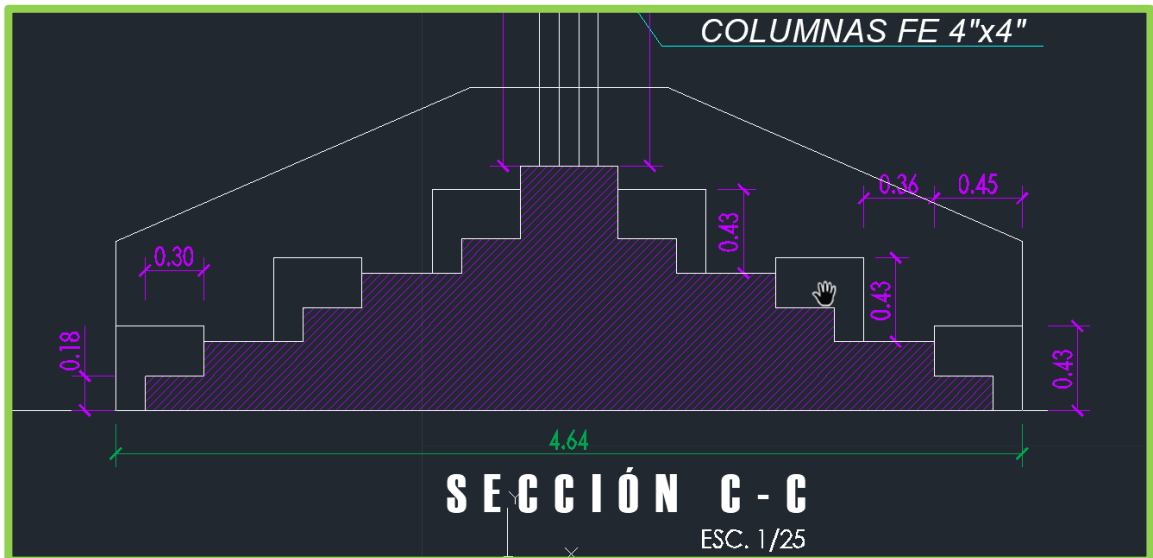 COLUMNAS FE 4"x4"
0.36
0.45
0.43
0.30
0.43
0.18
0.43
4.64
SECCIÓN C-C
Y
ESC. 1/25
X